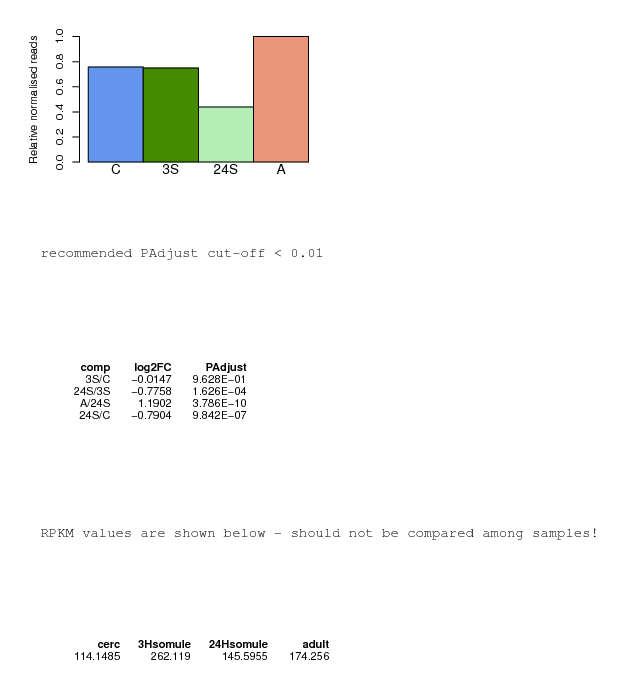 Relative normalised reads
1.0
0.8
0.6
0.4
0.2
0.0
C 3S 24S A
recommended PAdjust cut-off < 0.01
comp log2FC PAdjust
3S/C −0.0147 9.628E−01
24S/3S −0.7758 1.626E−04
A/24S 1.1902 3.786E−10
24S/C −0.7904 9.842E−07
RPKM values are shown below - should not be compared among samples!
cerc 3Hsomule 24Hsomule adult
114.1485 262.119 145.5955 174.256